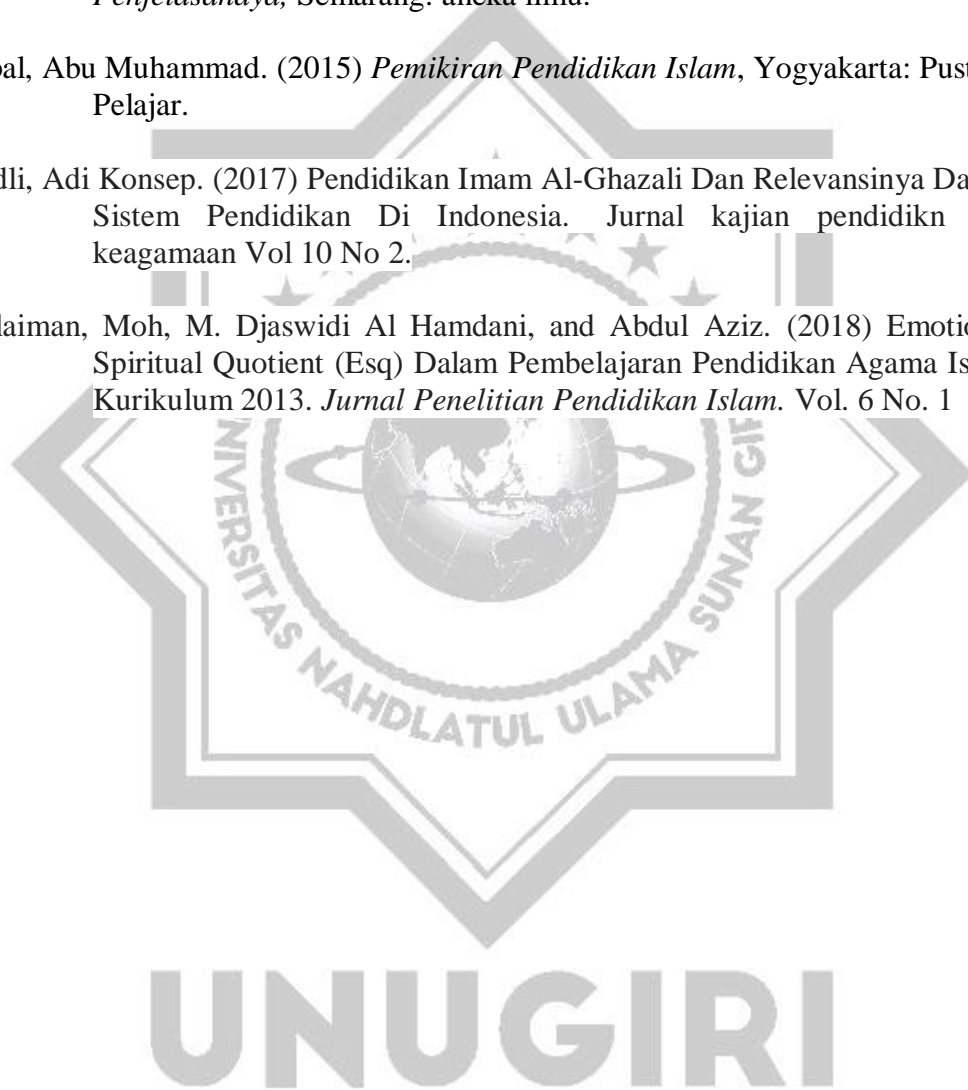 Penjelasandya, Semarang: aneka ilmu.
bal, Abu Muhammad. (2015) Pemikiran Pendidikan Islam, Yogyakarta: Pust
Pelajar.
dli, Adi Konsep. (2017) Pendidikan Imam Al-Ghazali Dan Relevansinya Da
Sistem Pendidikan Di Indonesia. Jurnal kajian pendidikn
keagamaan Vol 10 No 2.
laiman, Moh, M. Djaswidi Al Hamdani, and Abdul Aziz. (2018) Emotio
Spiritual Quotient (Esq) Dalam Pembelajaran Pendidikan Agama Is
Kurikulum 2013. Jurnal Penelitian Pendidikan Islam. Vol. 6 No. 1
UNIVERSITAS NAHDLATUL ULAMA SUNAN GIR
UNUGIRI